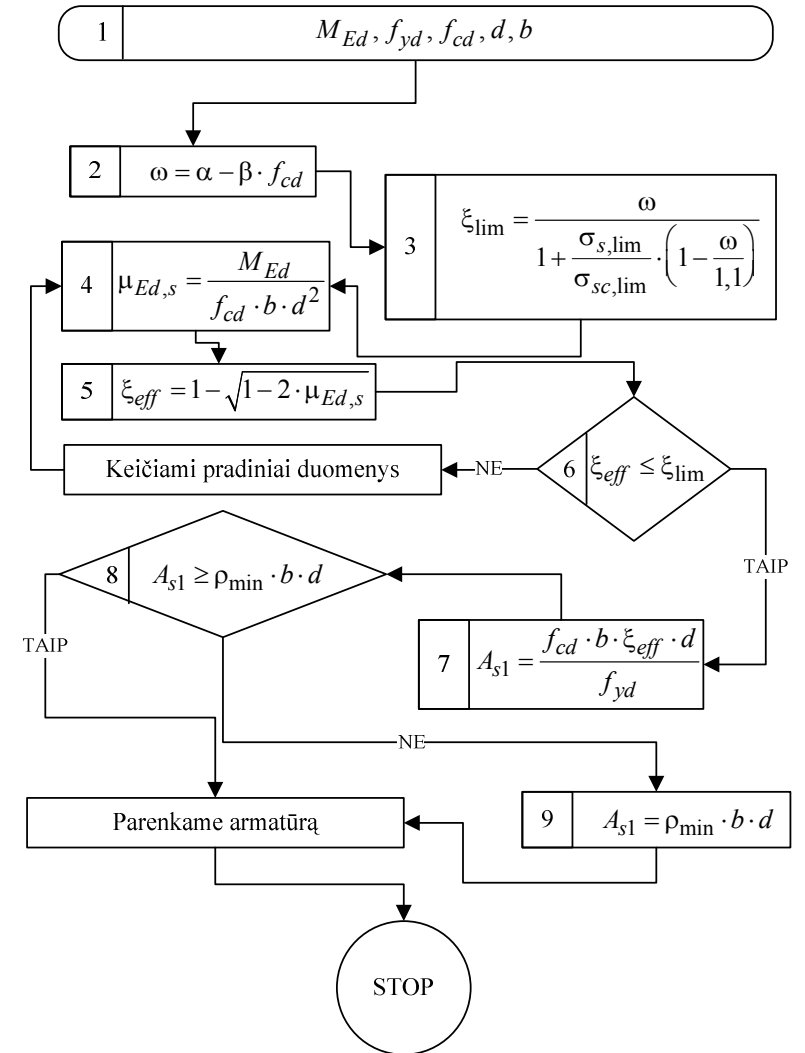 1 M_Ed, f_yd, f_cd, d, b
2 ω = α − β · f_cd
3 ξ_lim = ω / (1 + σ_s,lim / σ_sc,lim · (1 − ω / 1,1))
4 μ_Ed,s = M_Ed / (f_cd · b · d²)
5 ξ_eff = 1 − √(1 − 2 · μ_Ed,s)
Keičiami pradiniai duomenys
NE
6 ξ_eff ≤ ξ_lim
TAIP
8 A_s1 ≥ ρ_min · b · d
TAIP
7 A_s1 = (f_cd · b · ξ_eff · d) / f_yd
NE
Parenkame armatūrą
9 A_s1 = ρ_min · b · d
STOP